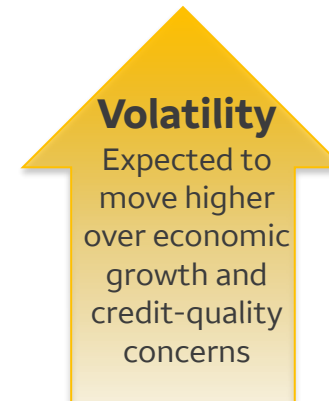 Volatility
Expected to
move higher
over economic
growth and
credit-quality
concerns